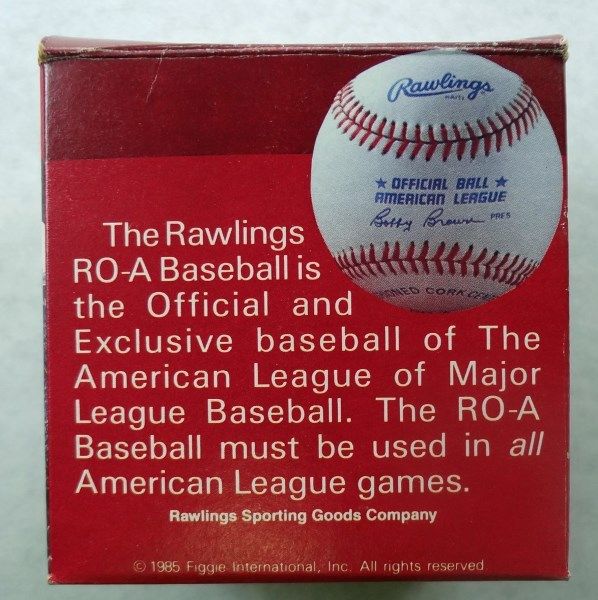 Rawlings
HAITI
★ OFFICIAL BALL ★
AMERICAN LEAGUE
Bobby Brown PRES
The Rawlings
RO-A Baseball is
the Official and
Exclusive baseball of The
American League of Major
League Baseball. The RO-A
Baseball must be used in all
American League games.
Rawlings Sporting Goods Company
© 1985 Figgie International, Inc. All rights reserved